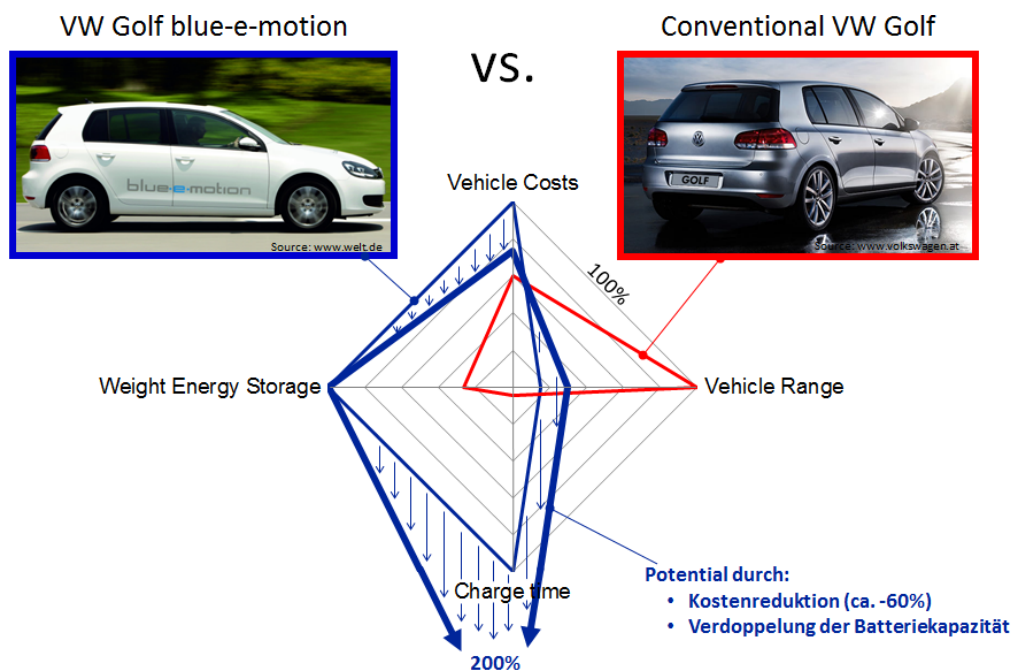 VW Golf blue-e-motion
Conventional VW Golf
vs.
blue-e-motion
Source: www.welt.de
GOLF
Source: www.volkswagen.at
Vehicle Costs
100%
Weight Energy Storage
Vehicle Range
Charge time
Potential durch:
• Kostenreduktion (ca. -60%)
• Verdoppelung der Batteriekapazität
200%